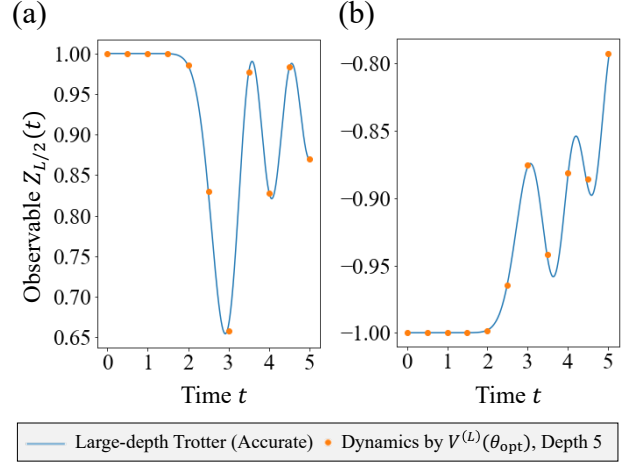 (a)
(b)
Observable Z_{L/2}(t)
1.00
0.95
0.90
0.85
0.80
0.75
0.70
0.65
0 1 2 3 4 5
Time t
−0.80
−0.85
−0.90
−0.95
−1.00
0 1 2 3 4 5
Time t
Large-depth Trotter (Accurate) Dynamics by V^{(L)}(θ_{opt}), Depth 5